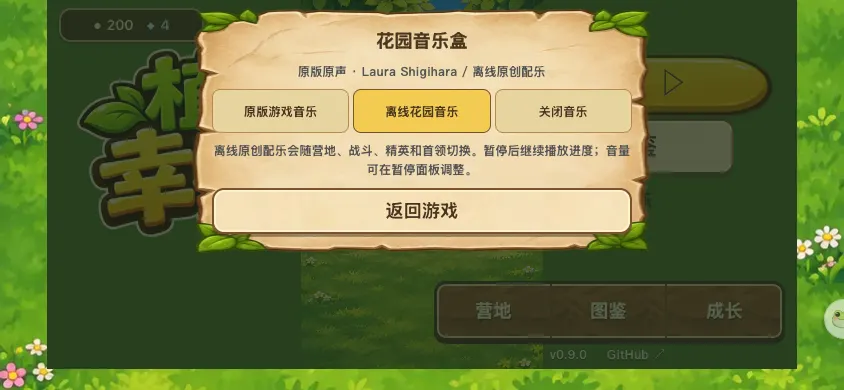 200 4
花园音乐盒
原版原声 · Laura Shigihara / 离线原创配乐
原版游戏音乐
离线花园音乐
关闭音乐
离线原创配乐会随营地、战斗、精英和首领切换。暂停后继续播放进度；音量
可在暂停面板调整。
返回游戏
植
幸
营地
图鉴
成长
v0.9.0 GitHub ↗